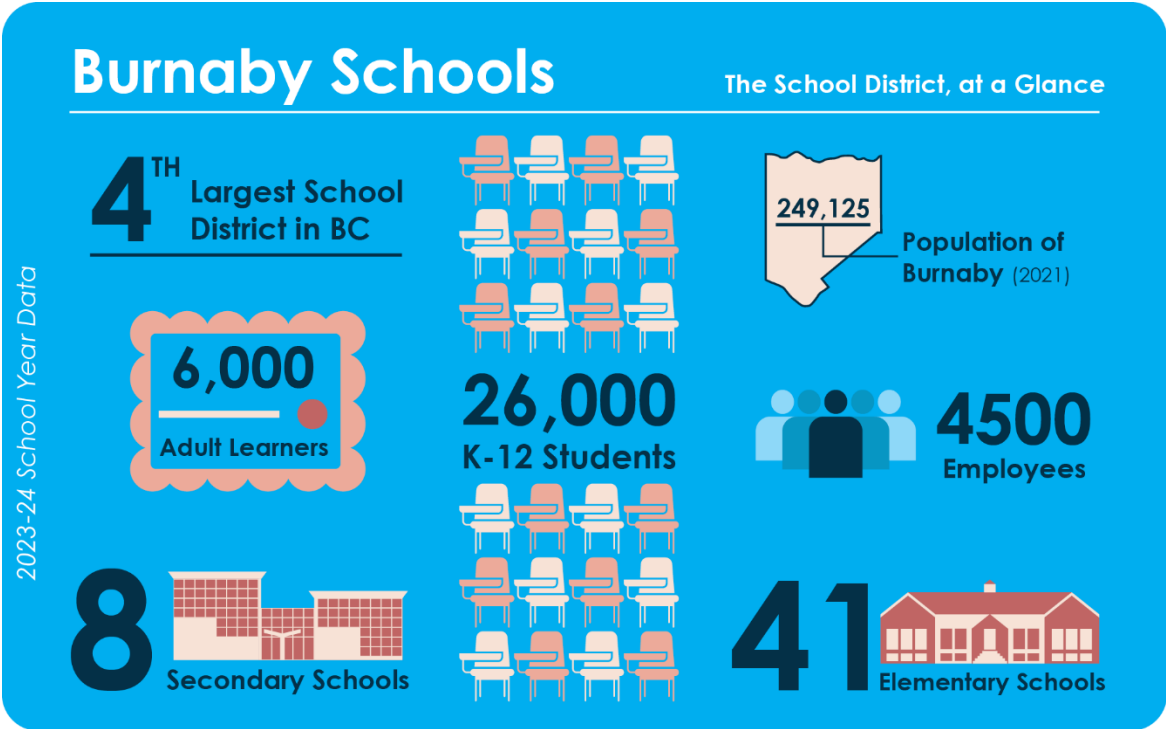 Burnaby Schools
The School District, at a Glance
4TH
Largest School
District in BC
249,125
Population of
Burnaby (2021)
6,000
Adult Learners
26,000
K-12 Students
4500
Employees
8
Secondary Schools
41
Elementary Schools
2023-24 School Year Data